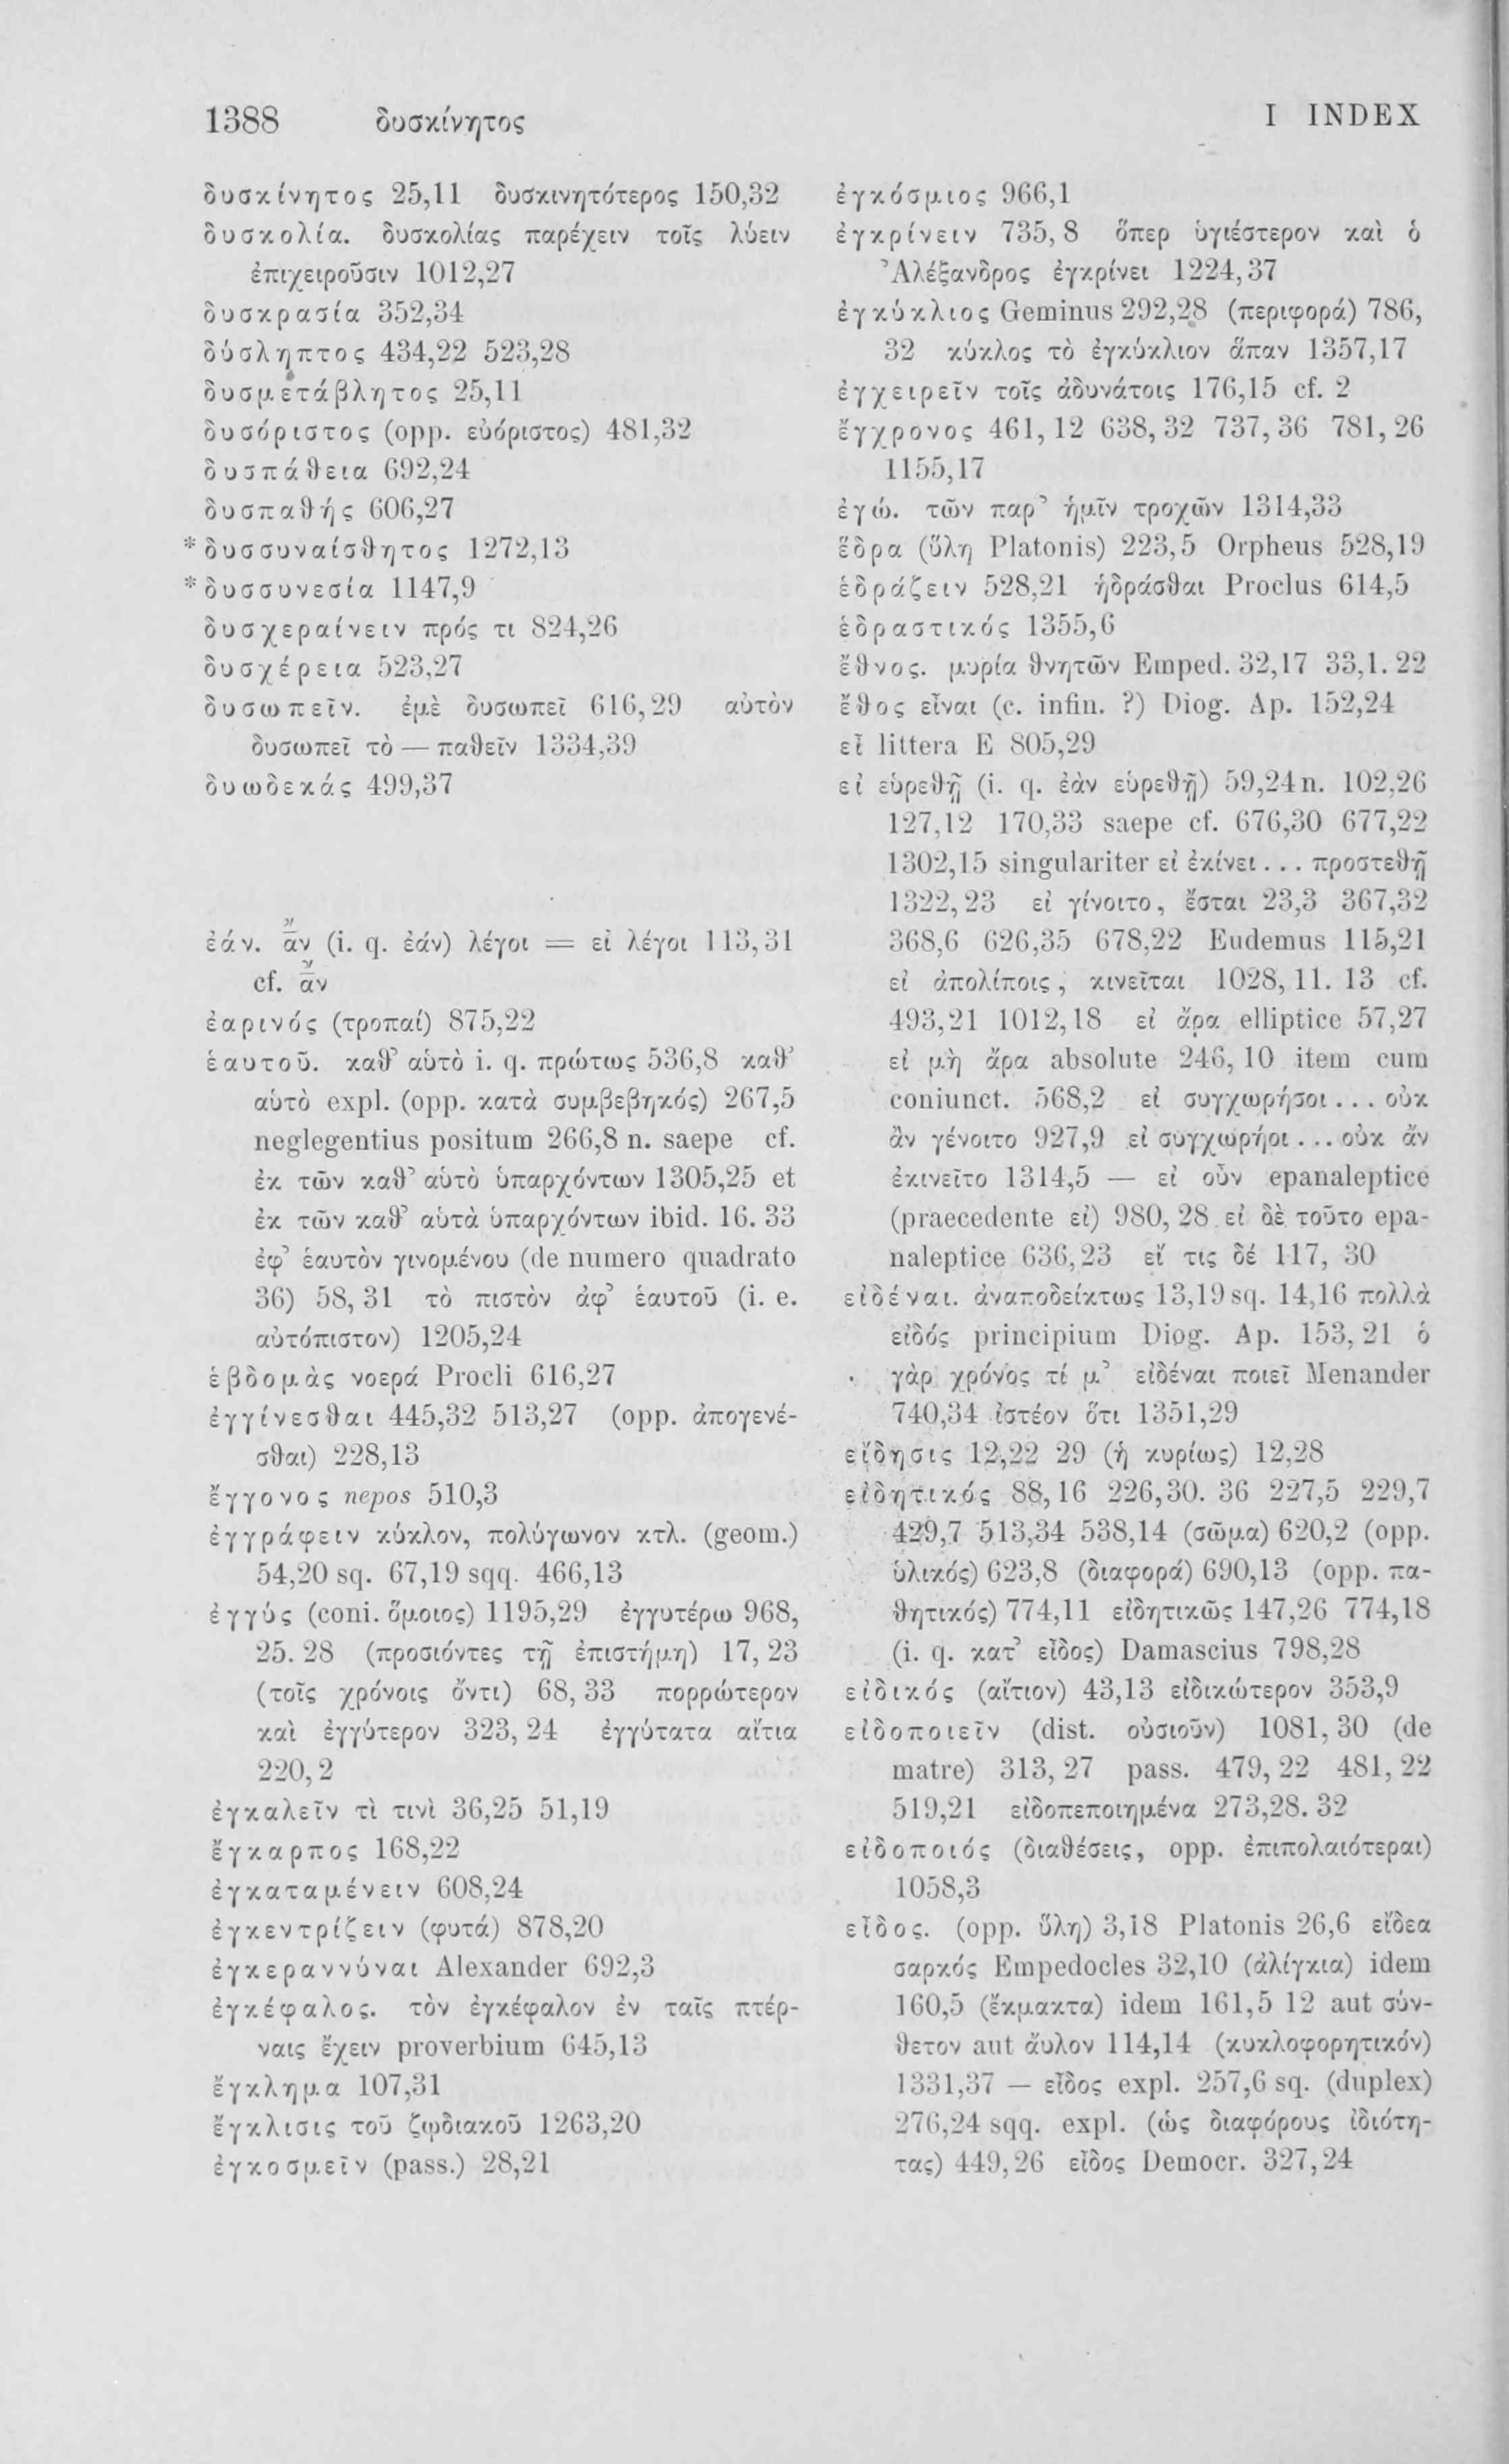 1388 δυσκίνητος I INDEX
δυσκίνητος 25,11 δυσκινητότερος 150,32
δυσκολία. δυσκολίας παρέχειν τοῖς λύειν
ἐπιχειροῦσιν 1012,27
δυσκρασία 352,34
δύσληπτος 434,22 523,28
δυσμετάβλητος 25,11
δυσόριστος (opp. εὐόριστος) 481,32
δυσπάθεια 692,24
δυσπαθής 606,27
*δυσσυναίσθητος 1272,13
*δυσσυνεσία 1147,9
δυσχεραίνειν πρός τι 824,26
δυσχέρεια 523,27
δυσωπεῖν. ἐμὲ δυσωπεῖ 616,29 αὐτὸν
δυσωπεῖ τὸ — παθεῖν 1334,39
δυωδεκάς 499,37
ἐάν. ἂν (i. q. ἐάν) λέγοι = εἰ λέγοι 113,31
cf. ἄν
ἐαρινός (τροπαί) 875,22
ἑαυτοῦ. καθ' αὑτὸ i. q. πρώτως 536,8 καθ'
αὑτὸ expl. (opp. κατὰ συμβεβηκός) 267,5
neglegentius positum 266,8 n. saepe cf.
ἐκ τῶν καθ' αὑτὸ ὑπαρχόντων 1305,25 et
ἐκ τῶν καθ' αὑτὰ ὑπαρχόντων ibid. 16. 33
ἐφ' ἑαυτὸν γινομένου (de numero quadrato
36) 58, 31 τὸ πιστὸν ἀφ' ἑαυτοῦ (i. e.
αὐτόπιστον) 1205,24
ἑβδομὰς νοερά Procli 616,27
ἐγγίνεσθαι 445,32 513,27 (opp. ἀπογενέ-
σθαι) 228,13
ἔγγονος nepos 510,3
ἐγγράφειν κύκλον, πολύγωνον κτλ. (geom.)
54,20 sq. 67,19 sqq. 466,13
ἐγγύς (coni. ὅμοιος) 1195,29 ἐγγυτέρω 968,
25. 28 (προσιόντες τῇ ἐπιστήμῃ) 17, 23
(τοῖς χρόνοις ὄντι) 68, 33 πορρώτερον
καὶ ἐγγύτερον 323, 24 ἐγγύτατα αἴτια
220, 2
ἐγκαλεῖν τὶ τινὶ 36,25 51,19
ἔγκαρπος 168,22
ἐγκαταμένειν 608,24
ἐγκεντρίζειν (φυτά) 878,20
ἐγκεραννύναι Alexander 692,3
ἐγκέφαλος. τὸν ἐγκέφαλον ἐν ταῖς πτέρ-
ναις ἔχειν proverbium 645,13
ἔγκλημα 107,31
ἔγκλισις τοῦ ζῳδιακοῦ 1263,20
ἐγκοσμεῖν (pass.) 28,21
ἐγκόσμιος 966,1
ἐγκρίνειν 735, 8 ὅπερ ὑγιέστερον καὶ ὁ
Ἀλέξανδρος ἐγκρίνει 1224,37
ἐγκύκλιος Geminus 292,28 (περιφορά) 786,
32 κύκλος τὸ ἐγκύκλιον ἅπαν 1357,17
ἐγχειρεῖν τοῖς ἀδυνάτοις 176,15 cf. 2
ἔγχρονος 461, 12 638, 32 737, 36 781, 26
1155,17
ἐγώ. τῶν παρ' ἡμῖν τροχῶν 1314,33
ἕδρα (ὕλη Platonis) 223,5 Orpheus 528,19
ἑδράζειν 528,21 ἡδράσθαι Proclus 614,5
ἑδραστικός 1355,6
ἔθνος. μυρία θνητῶν Emped. 32,17 33,1. 22
ἔθος εἶναι (c. infin. ?) Diog. Ap. 152,24
εἶ littera E 805,29
εἰ εὑρεθῇ (i. q. ἐὰν εὑρεθῇ) 59,24 n. 102,26
127,12 170,33 saepe cf. 676,30 677,22
1302,15 singulariter εἰ ἐκίνει... προστεθῇ
1322, 23 εἰ γίνοιτο, ἔσται 23,3 367,32
368,6 626,35 678,22 Eudemus 115,21
εἰ ἀπολίποις, κινεῖται 1028, 11. 13 cf.
493,21 1012,18 εἰ ἄρα elliptice 57,27
εἰ μὴ ἄρα absolute 246, 10 item cum
coniunct. 568,2 εἰ συγχωρήσοι... οὐκ
ἂν γένοιτο 927,9 εἰ συγχωρήοι... οὐκ ἂν
ἐκινεῖτο 1314,5 — εἰ οὖν epanaleptice
(praecedente εἰ) 980, 28 εἰ δὲ τοῦτο epa-
naleptice 636,23 εἴ τις δέ 117, 30
εἰδέναι. ἀναποδείκτως 13,19 sq. 14,16 πολλὰ
εἰδός principium Diog. Ap. 153, 21 ὁ
γὰρ χρόνος τί μ' εἰδέναι ποιεῖ Menander
740,34 ἰστέον ὅτι 1351,29
εἴδησις 12,22 29 (ἡ κυρίως) 12,28
εἰδητικός 88, 16 226,30. 36 227,5 229,7
429,7 513,34 538,14 (σῶμα) 620,2 (opp.
ὑλικός) 623,8 (διαφορά) 690,13 (opp. πα-
θητικός) 774,11 εἰδητικῶς 147,26 774,18
(i. q. κατ' εἶδος) Damascius 798,28
εἰδικός (αἴτιον) 43,13 εἰδικώτερον 353,9
εἰδοποιεῖν (dist. οὐσιοῦν) 1081, 30 (de
matre) 313, 27 pass. 479, 22 481, 22
519,21 εἰδοπεποιημένα 273,28. 32
εἰδοποιός (διαθέσεις, opp. ἐπιπολαιότεραι)
1058,3
εἶδος. (opp. ὕλη) 3,18 Platonis 26,6 εἴδεα
σαρκός Empedocles 32,10 (ἀλίγκια) idem
160,5 (ἔκμακτα) idem 161,5 12 aut σύν-
θετον aut ἄυλον 114,14 (κυκλοφορητικόν)
1331,37 — εἶδος expl. 257,6 sq. (duplex)
276,24 sqq. expl. (ὡς διαφόρους ἰδιότη-
τας) 449,26 εἶδος Democr. 327,24